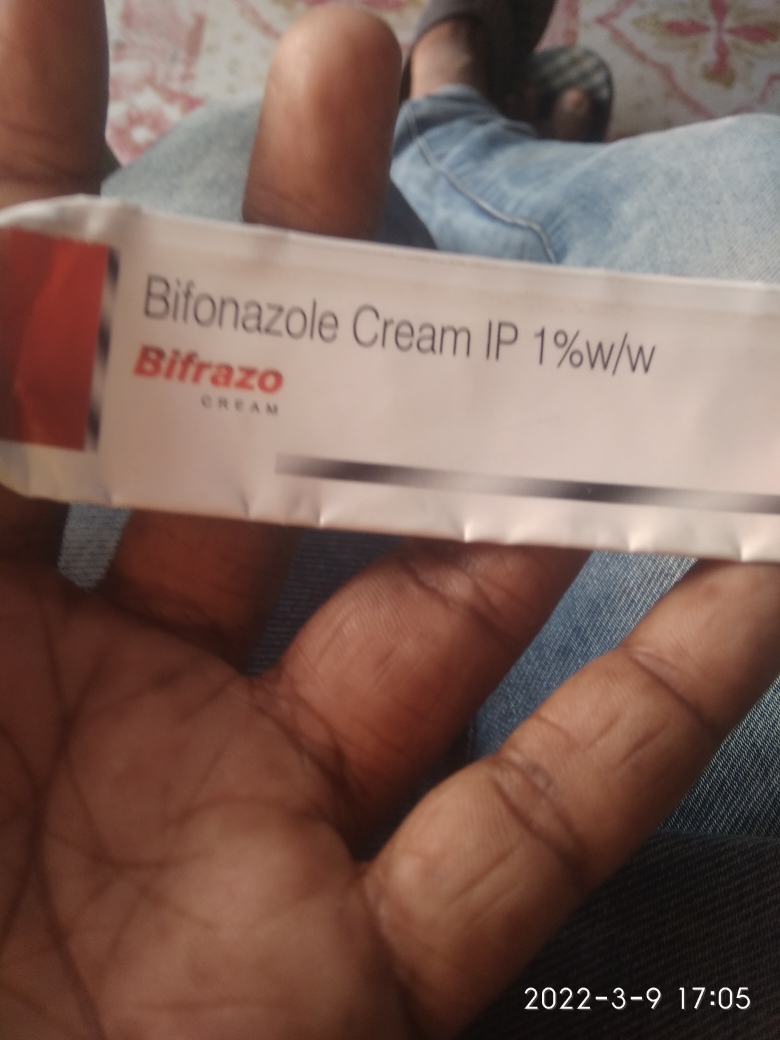 Bifonazole Cream IP 1%w/w
Bifrazo
CREAM
2022-3-9 17:05